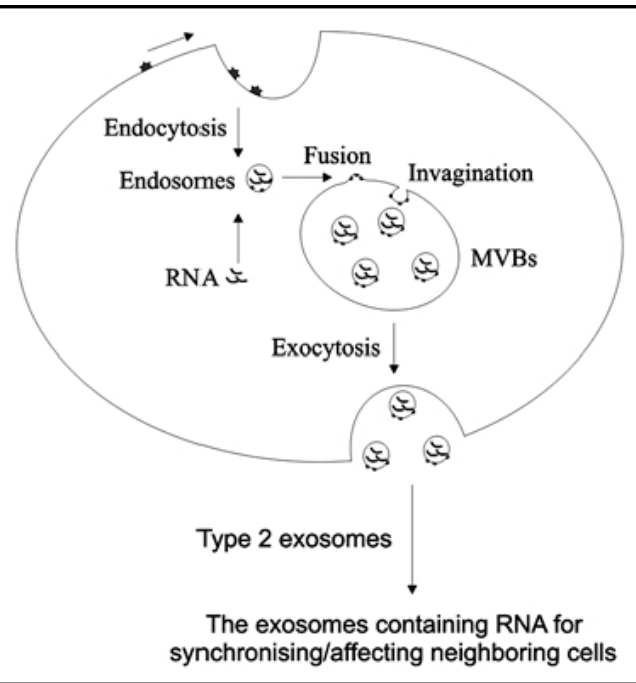 Endocytosis
Fusion
Endosomes
Invagination
RNA
MVBs
Exocytosis
Type 2 exosomes
The exosomes containing RNA for
synchronising/affecting neighboring cells